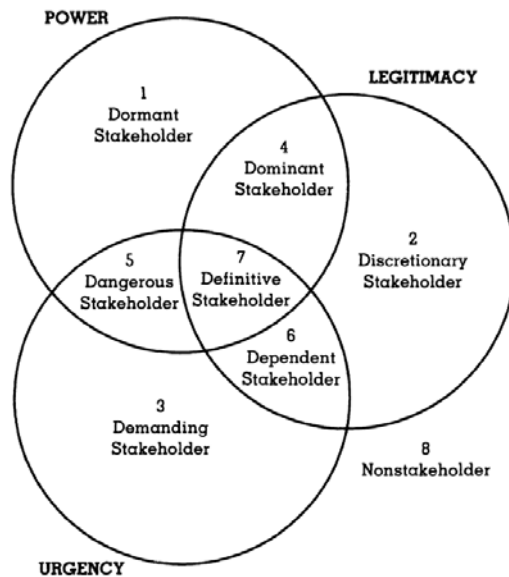 POWER
1
Dormant
Stakeholder
LEGITIMACY
4
Dominant
Stakeholder
2
Discretionary
Stakeholder
5
Dangerous
Stakeholder
7
Definitive
Stakeholder
6
Dependent
Stakeholder
3
Demanding
Stakeholder
8
Nonstakeholder
URGENCY